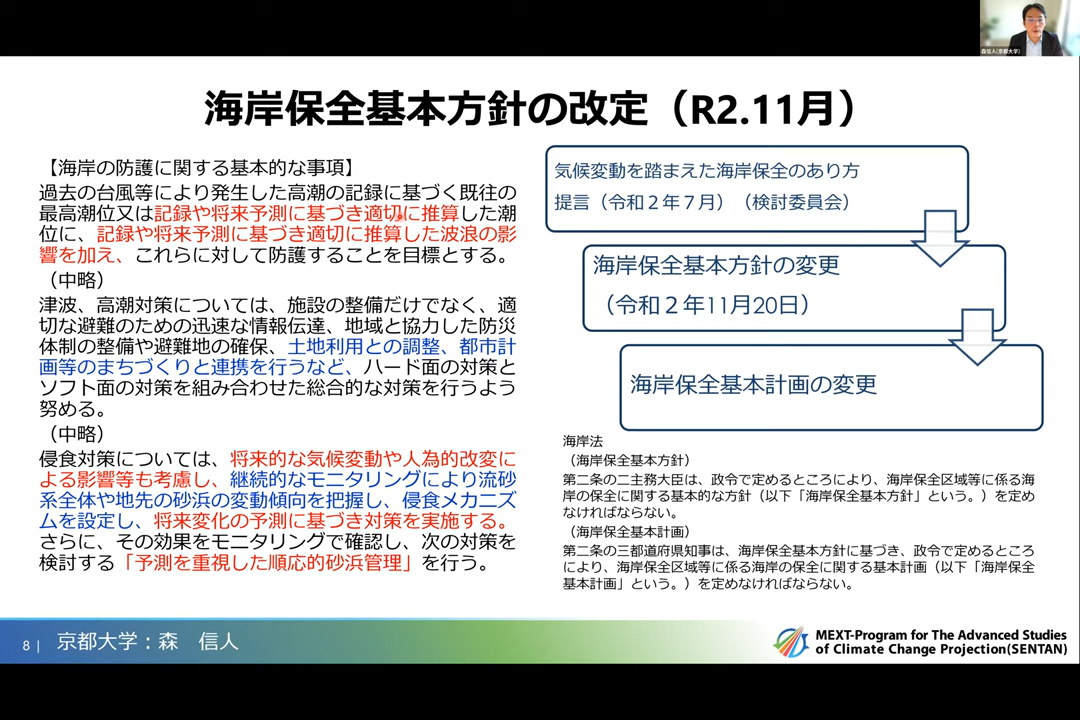 森信人(京都大学)
海岸保全基本方針の改定（R2.11月）
【海岸の防護に関する基本的な事項】
過去の台風等により発生した高潮の記録に基づく既往の
最高潮位又は記録や将来予測に基づき適切に推算した潮
位に、記録や将来予測に基づき適切に推算した波浪の影
響を加え、これらに対して防護することを目標とする。
（中略）
津波、高潮対策については、施設の整備だけでなく、適
切な避難のための迅速な情報伝達、地域と協力した防災
体制の整備や避難地の確保、土地利用との調整、都市計
画等のまちづくりと連携を行うなど、ハード面の対策と
ソフト面の対策を組み合わせた総合的な対策を行うよう
努める。
（中略）
侵食対策については、将来的な気候変動や人為的改変に
よる影響等も考慮し、継続的なモニタリングにより流砂
系全体や地先の砂浜の変動傾向を把握し、侵食メカニズ
ムを設定し、将来変化の予測に基づき対策を実施する。
さらに、その効果をモニタリングで確認し、次の対策を
検討する「予測を重視した順応的砂浜管理」を行う。
気候変動を踏まえた海岸保全のあり方
提言（令和２年７月）（検討委員会）
海岸保全基本方針の変更
（令和２年11月20日）
海岸保全基本計画の変更
海岸法
（海岸保全基本方針）
第二条の二主務大臣は、政令で定めるところにより、海岸保全区域等に係る海
岸の保全に関する基本的な方針（以下「海岸保全基本方針」という。）を定め
なければならない。
（海岸保全基本計画）
第二条の三都道府県知事は、海岸保全基本方針に基づき、政令で定めるところ
により、海岸保全区域等に係る海岸の保全に関する基本計画（以下「海岸保全
基本計画」という。）を定めなければならない。
8 | 京都大学：森　信人
MEXT-Program for The Advanced Studies
of Climate Change Projection(SENTAN)